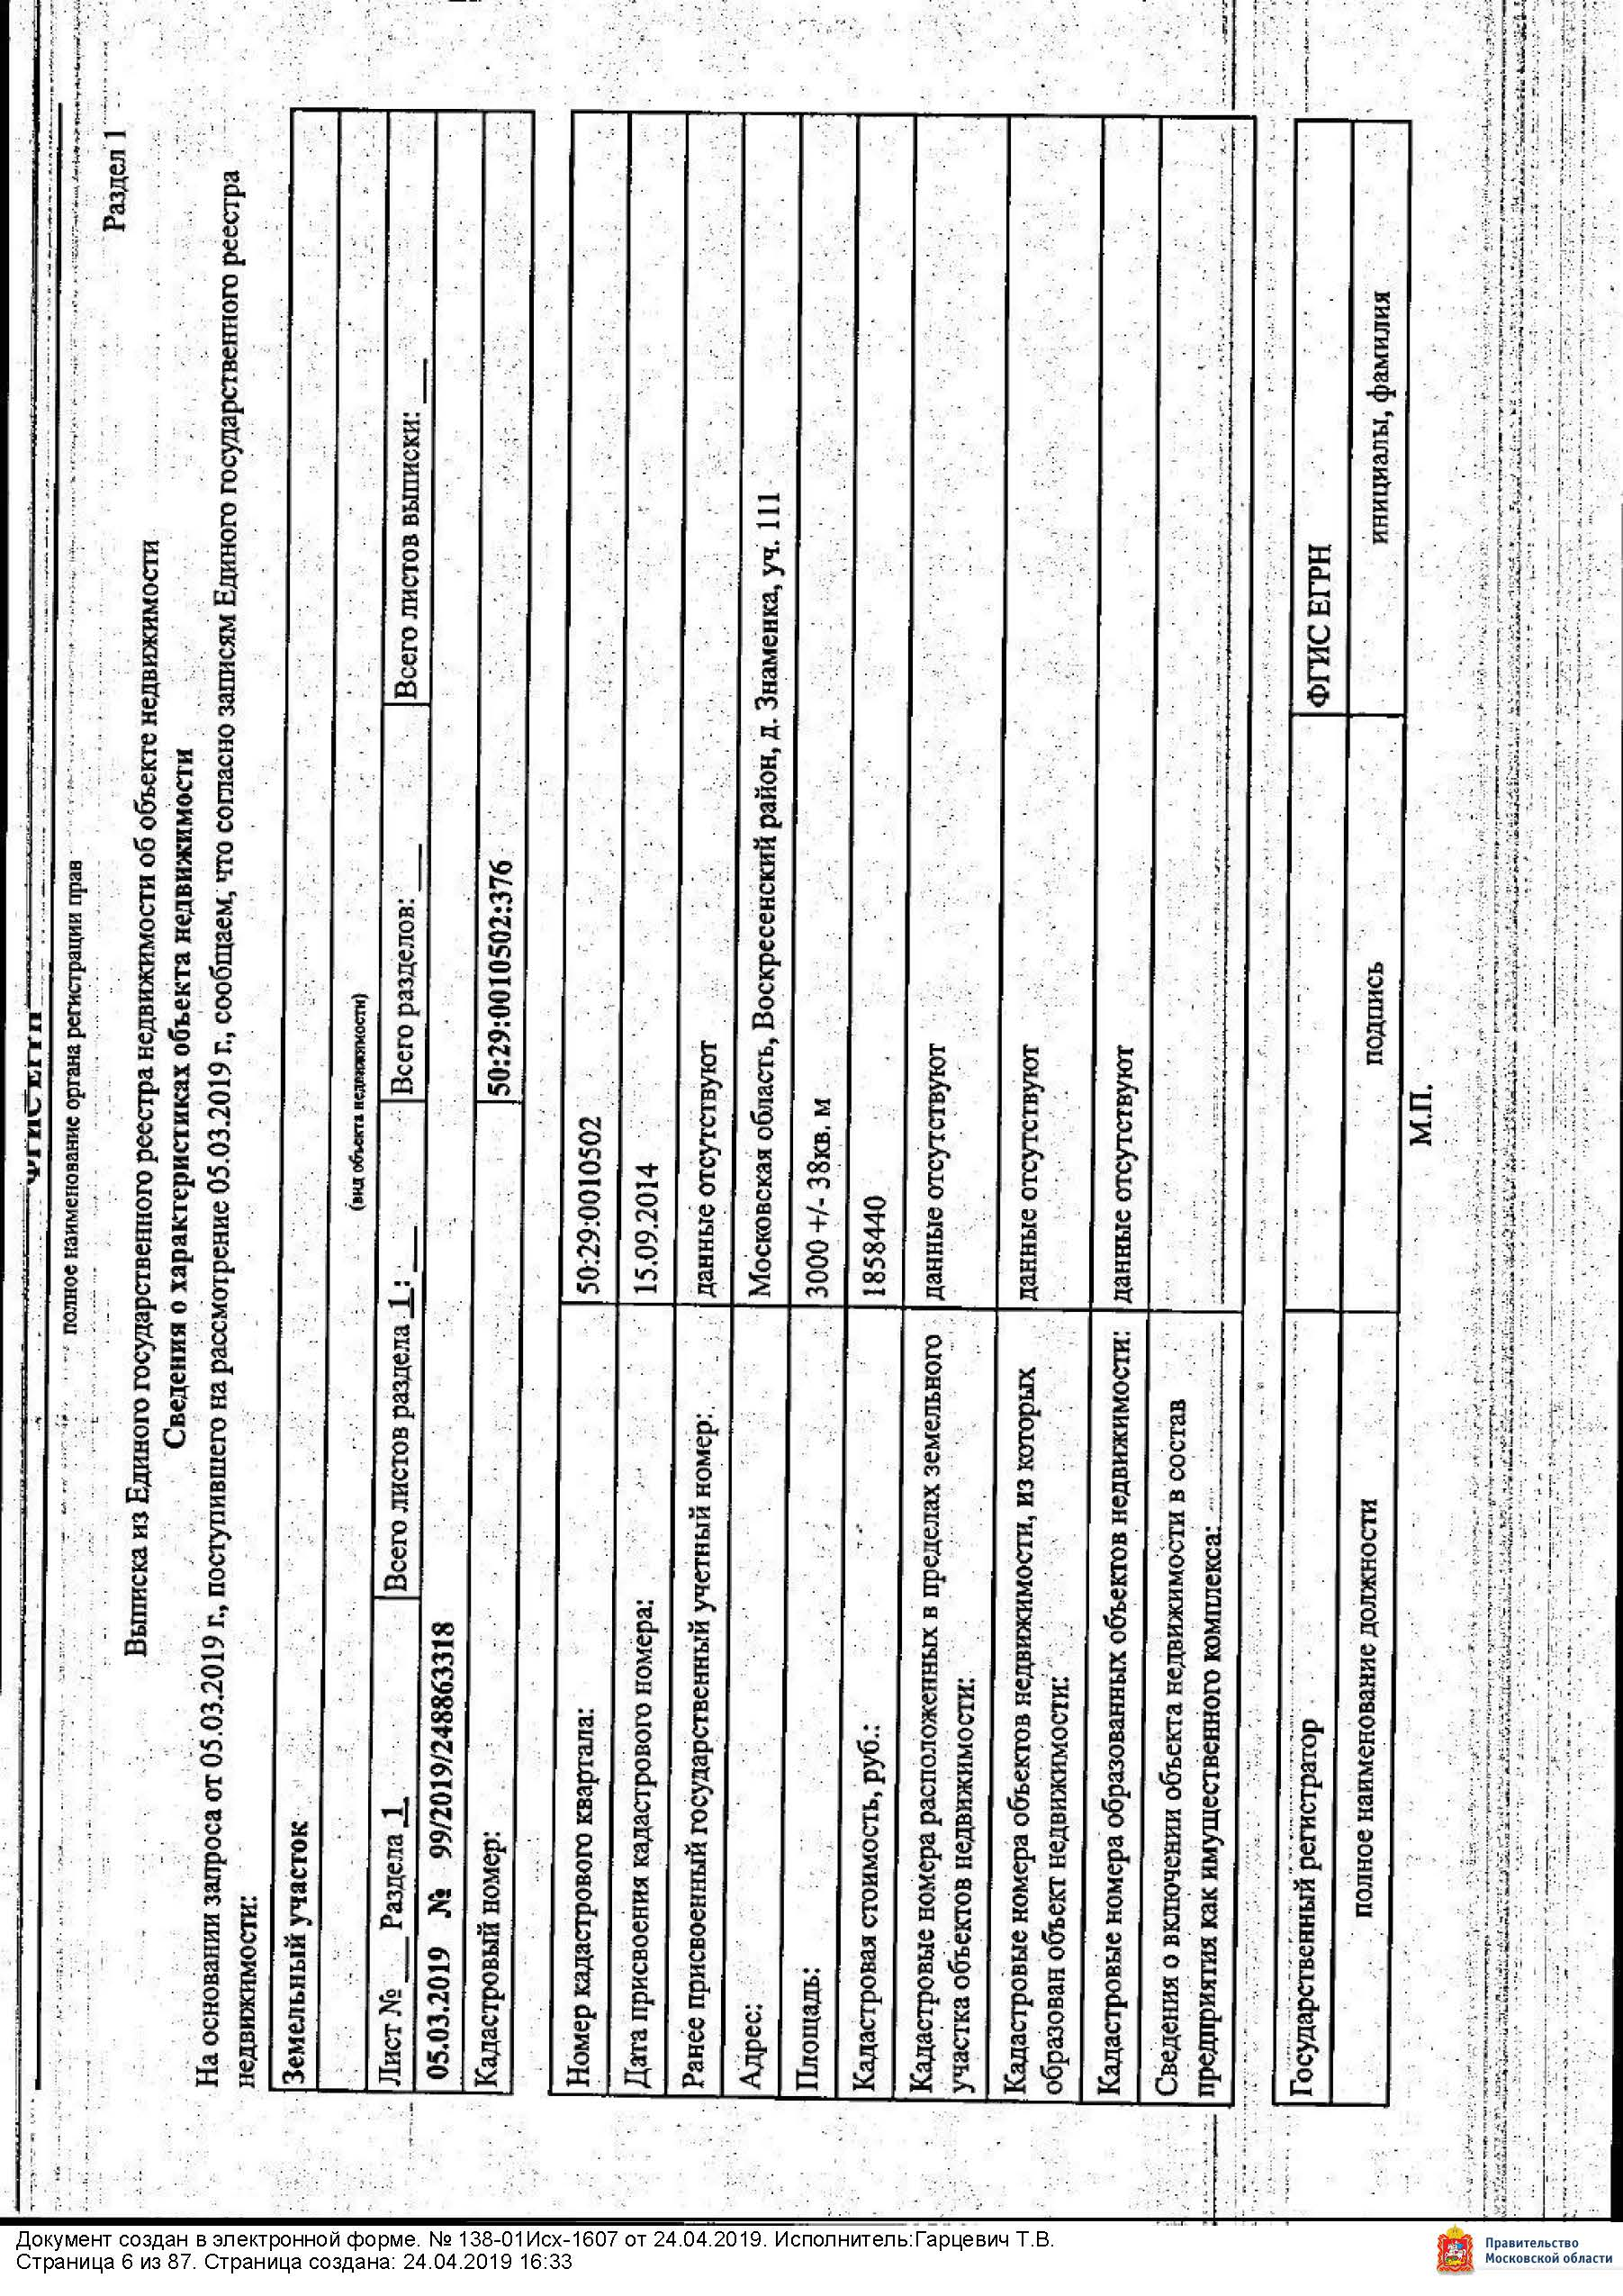 ФГИС ЕГРН
полное наименование органа регистрации прав
Раздел 1
Выписка из Единого государственного реестра недвижимости об объекте недвижимости
Сведения о характеристиках объекта недвижимости
На основании запроса от 05.03.2019 г., поступившего на рассмотрение 05.03.2019 г., сообщаем, что согласно записям Единого государственного реестра
недвижимости:
Земельный участок
(вид объекта недвижимости)
Лист № ___ Раздела 1 Всего листов раздела 1 : ___ Всего разделов: ___ Всего листов выписки: ___
05.03.2019 № 99/2019/248863318
Кадастровый номер: 50:29:0010502:376
Номер кадастрового квартала: 50:29:0010502
Дата присвоения кадастрового номера: 15.09.2014
Ранее присвоенный государственный учетный номер: данные отсутствуют
Адрес: Московская область, Воскресенский район, д. Знаменка, уч. 111
Площадь: 3000 +/- 38кв. м
Кадастровая стоимость, руб.: 1858440
Кадастровые номера расположенных в пределах земельного данные отсутствуют
участка объектов недвижимости:
Кадастровые номера объектов недвижимости, из которых данные отсутствуют
образован объект недвижимости:
Кадастровые номера образованных объектов недвижимости: данные отсутствуют
Сведения о включении объекта недвижимости в состав
предприятия как имущественного комплекса:
Государственный регистратор ФГИС ЕГРН
полное наименование должности подпись инициалы, фамилия
М.П.
Документ создан в электронной форме. № 138-01Исх-1607 от 24.04.2019. Исполнитель:Гарцевич Т.В.
Страница 6 из 87. Страница создана: 24.04.2019 16:33
Правительство
Московской области